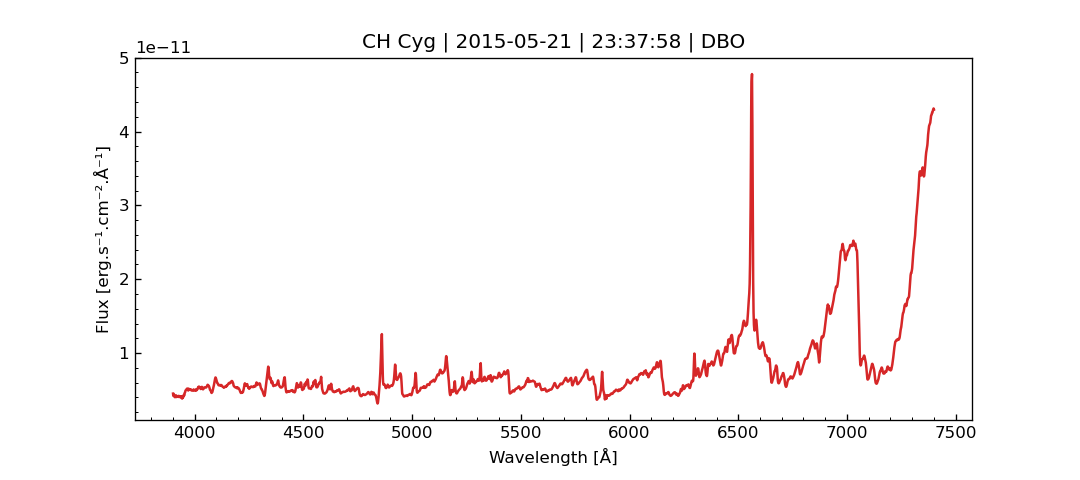 CH Cyg | 2015-05-21 | 23:37:58 | DBO
1e−11
5
4
3
2
1
Flux [erg.s⁻¹.cm⁻².Å⁻¹]
4000 4500 5000 5500 6000 6500 7000 7500
Wavelength [Å]